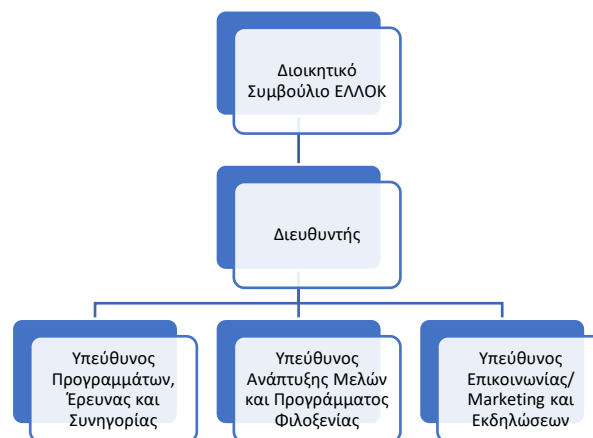 Διοικητικό
Συμβούλιο ΕΛΛΟΚ
Διευθυντής
Υπεύθυνος
Προγραμμάτων,
Έρευνας και
Συνηγορίας
Υπεύθυνος
Ανάπτυξης Μελών
και Προγράμματος
Φιλοξενίας
Υπεύθυνος
Επικοινωνίας/
Marketing και
Εκδηλώσεων